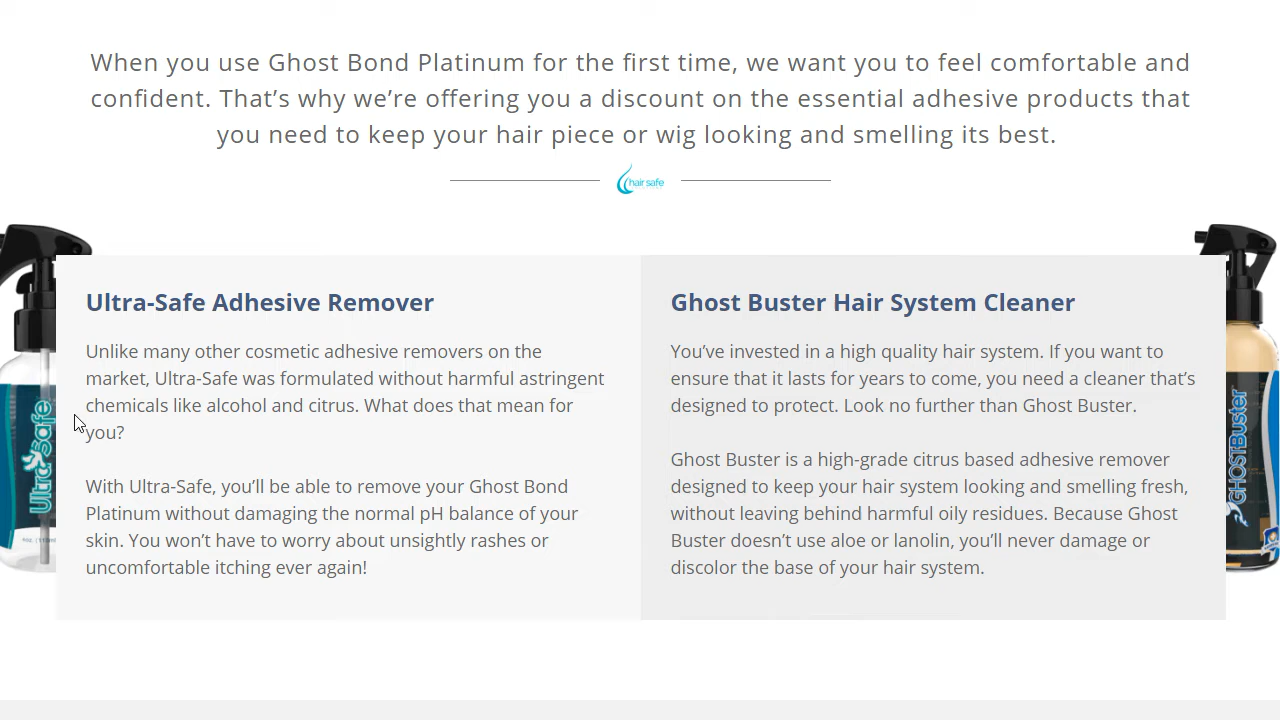 When you use Ghost Bond Platinum for the first time, we want you to feel comfortable and
confident. That’s why we’re offering you a discount on the essential adhesive products that
you need to keep your hair piece or wig looking and smelling its best.
hair safe
Ultra-Safe Adhesive Remover
Unlike many other cosmetic adhesive removers on the
market, Ultra-Safe was formulated without harmful astringent
chemicals like alcohol and citrus. What does that mean for
you?
With Ultra-Safe, you’ll be able to remove your Ghost Bond
Platinum without damaging the normal pH balance of your
skin. You won’t have to worry about unsightly rashes or
uncomfortable itching ever again!
Ghost Buster Hair System Cleaner
You’ve invested in a high quality hair system. If you want to
ensure that it lasts for years to come, you need a cleaner that’s
designed to protect. Look no further than Ghost Buster.
Ghost Buster is a high-grade citrus based adhesive remover
designed to keep your hair system looking and smelling fresh,
without leaving behind harmful oily residues. Because Ghost
Buster doesn’t use aloe or lanolin, you’ll never damage or
discolor the base of your hair system.
Ultra Safe
GHOSTBuster